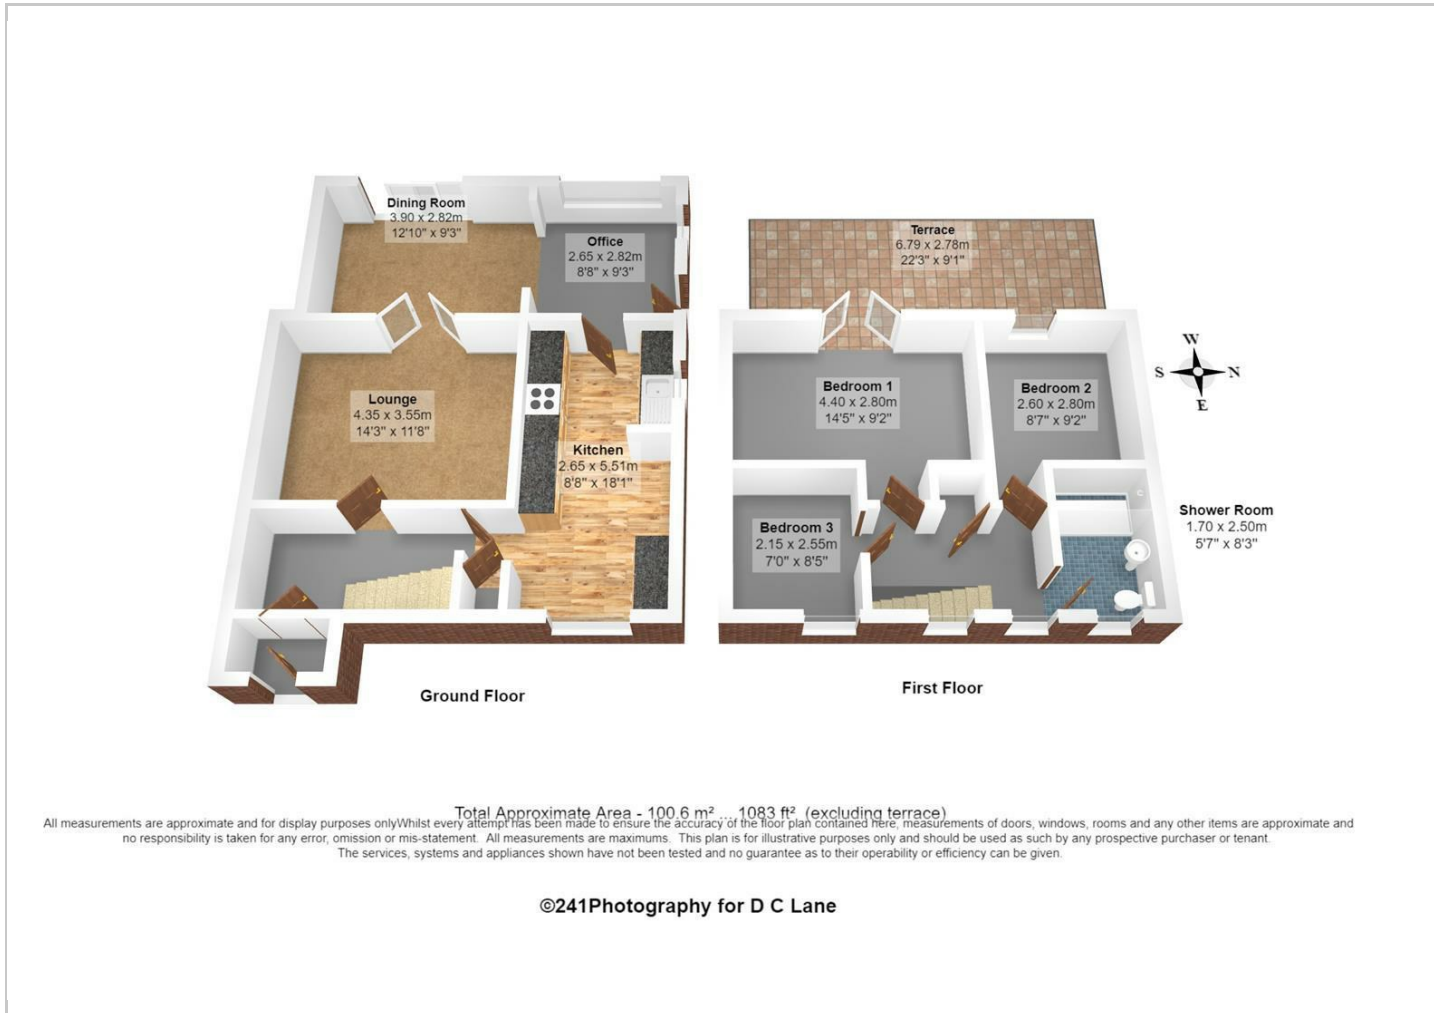 Dining Room
3.90 x 2.82m
12'10" x 9'3"
Office
2.65 x 2.82m
8'8" x 9'3"
Lounge
4.35 x 3.55m
14'3" x 11'8"
Kitchen
2.65 x 5.51m
8'8" x 18'1"
Ground Floor
Terrace
6.79 x 2.78m
22'3" x 9'1"
Bedroom 1
4.40 x 2.80m
14'5" x 9'2"
Bedroom 2
2.60 x 2.80m
8'7" x 9'2"
Bedroom 3
2.15 x 2.55m
7'0" x 8'5"
Shower Room
1.70 x 2.50m
5'7" x 8'3"
First Floor
W
S N
E
Total Approximate Area - 100.6 m² ... 1083 ft² (excluding terrace)
All measurements are approximate and for display purposes onlyWhilst every attempt has been made to ensure the accuracy of the floor plan contained here, measurements of doors, windows, rooms and any other items are approximate and
no responsibility is taken for any error, omission or mis-statement. All measurements are maximums. This plan is for illustrative purposes only and should be used as such by any prospective purchaser or tenant.
The services, systems and appliances shown have not been tested and no guarantee as to their operability or efficiency can be given.
©241Photography for D C Lane